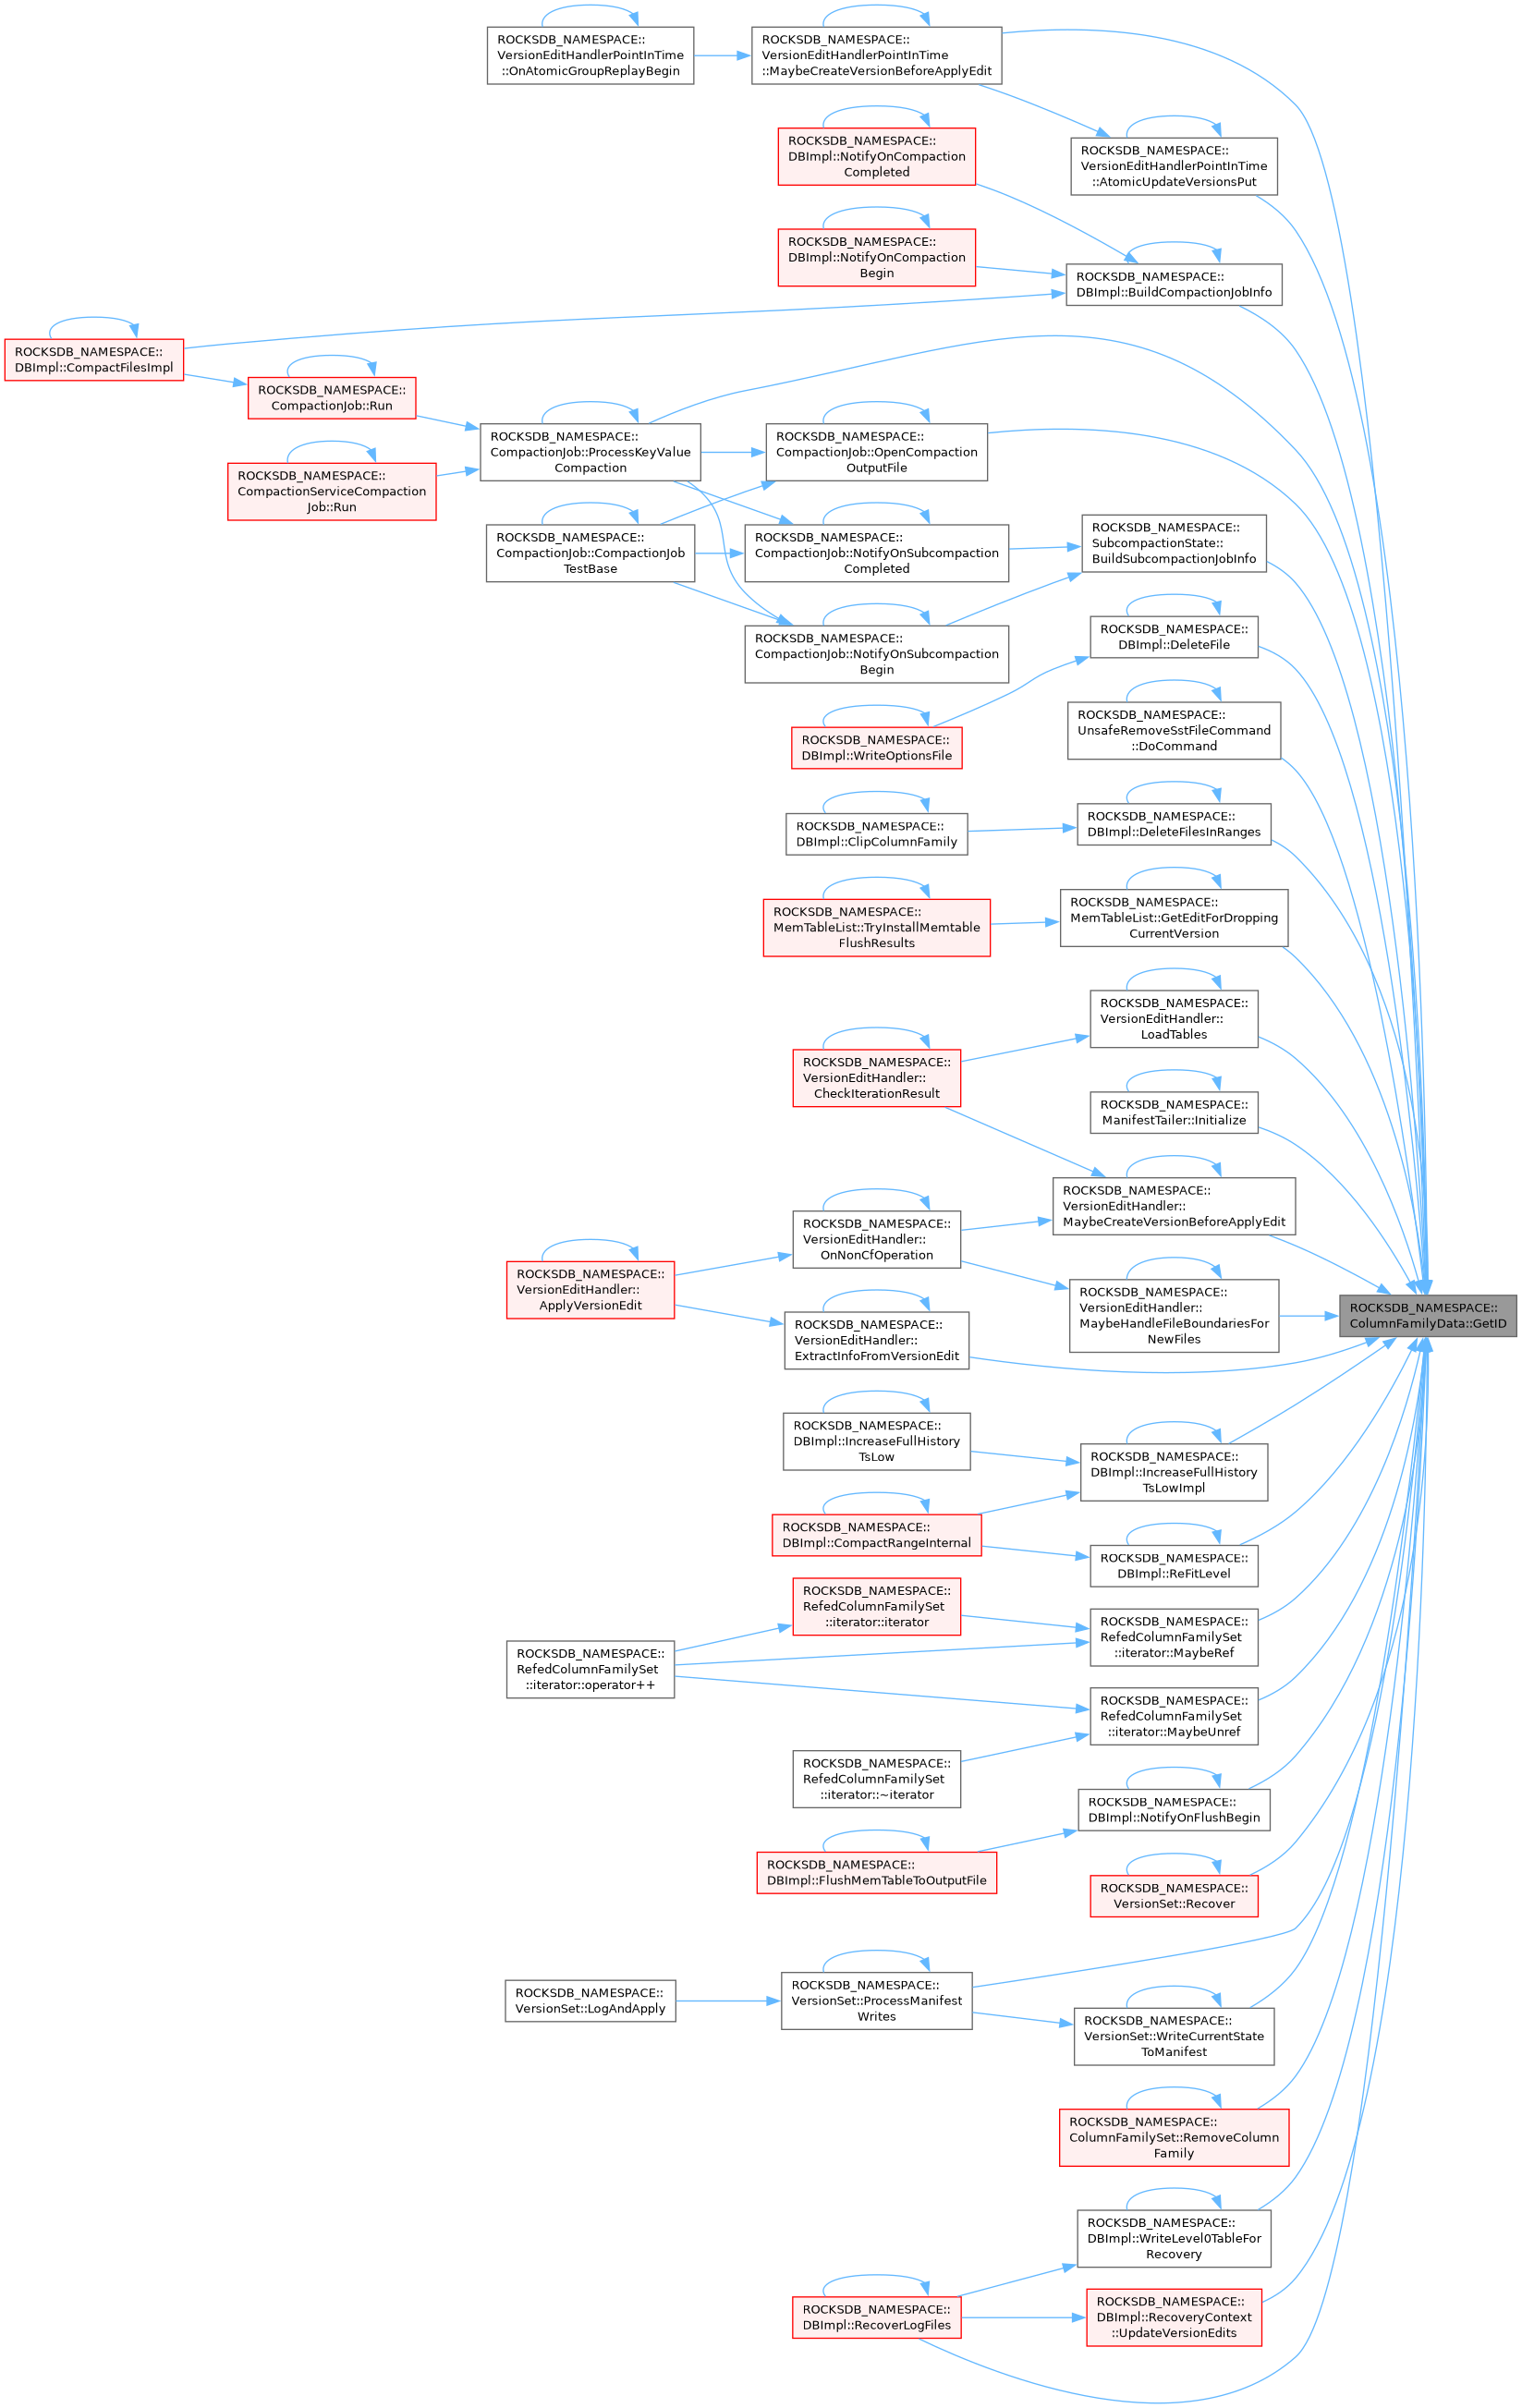 ROCKSDB_NAMESPACE::
VersionEditHandlerPointInTime
::OnAtomicGroupReplayBegin
ROCKSDB_NAMESPACE::
VersionEditHandlerPointInTime
::MaybeCreateVersionBeforeApplyEdit
ROCKSDB_NAMESPACE::
DBImpl::NotifyOnCompaction
Completed
ROCKSDB_NAMESPACE::
VersionEditHandlerPointInTime
::AtomicUpdateVersionsPut
ROCKSDB_NAMESPACE::
DBImpl::NotifyOnCompaction
Begin
ROCKSDB_NAMESPACE::
DBImpl::BuildCompactionJobInfo
ROCKSDB_NAMESPACE::
DBImpl::CompactFilesImpl
ROCKSDB_NAMESPACE::
CompactionJob::Run
ROCKSDB_NAMESPACE::
CompactionJob::ProcessKeyValue
Compaction
ROCKSDB_NAMESPACE::
CompactionJob::OpenCompaction
OutputFile
ROCKSDB_NAMESPACE::
CompactionServiceCompaction
Job::Run
ROCKSDB_NAMESPACE::
CompactionJob::CompactionJob
TestBase
ROCKSDB_NAMESPACE::
CompactionJob::NotifyOnSubcompaction
Completed
ROCKSDB_NAMESPACE::
SubcompactionState::
BuildSubcompactionJobInfo
ROCKSDB_NAMESPACE::
CompactionJob::NotifyOnSubcompaction
Begin
ROCKSDB_NAMESPACE::
DBImpl::DeleteFile
ROCKSDB_NAMESPACE::
DBImpl::WriteOptionsFile
ROCKSDB_NAMESPACE::
UnsafeRemoveSstFileCommand
::DoCommand
ROCKSDB_NAMESPACE::
DBImpl::ClipColumnFamily
ROCKSDB_NAMESPACE::
DBImpl::DeleteFilesInRanges
ROCKSDB_NAMESPACE::
MemTableList::TryInstallMemtable
FlushResults
ROCKSDB_NAMESPACE::
MemTableList::GetEditForDropping
CurrentVersion
ROCKSDB_NAMESPACE::
VersionEditHandler::
LoadTables
ROCKSDB_NAMESPACE::
VersionEditHandler::
CheckIterationResult
ROCKSDB_NAMESPACE::
ManifestTailer::Initialize
ROCKSDB_NAMESPACE::
VersionEditHandler::
MaybeCreateVersionBeforeApplyEdit
ROCKSDB_NAMESPACE::
VersionEditHandler::
OnNonCfOperation
ROCKSDB_NAMESPACE::
VersionEditHandler::
ApplyVersionEdit
ROCKSDB_NAMESPACE::
VersionEditHandler::
MaybeHandleFileBoundariesFor
NewFiles
ROCKSDB_NAMESPACE::
ColumnFamilyData::GetID
ROCKSDB_NAMESPACE::
VersionEditHandler::
ExtractInfoFromVersionEdit
ROCKSDB_NAMESPACE::
DBImpl::IncreaseFullHistory
TsLow
ROCKSDB_NAMESPACE::
DBImpl::IncreaseFullHistory
TsLowImpl
ROCKSDB_NAMESPACE::
DBImpl::CompactRangeInternal
ROCKSDB_NAMESPACE::
DBImpl::ReFitLevel
ROCKSDB_NAMESPACE::
RefedColumnFamilySet
::iterator::iterator
ROCKSDB_NAMESPACE::
RefedColumnFamilySet
::iterator::MaybeRef
ROCKSDB_NAMESPACE::
RefedColumnFamilySet
::iterator::operator++
ROCKSDB_NAMESPACE::
RefedColumnFamilySet
::iterator::MaybeUnref
ROCKSDB_NAMESPACE::
RefedColumnFamilySet
::iterator::~iterator
ROCKSDB_NAMESPACE::
DBImpl::NotifyOnFlushBegin
ROCKSDB_NAMESPACE::
DBImpl::FlushMemTableToOutputFile
ROCKSDB_NAMESPACE::
VersionSet::Recover
ROCKSDB_NAMESPACE::
VersionSet::LogAndApply
ROCKSDB_NAMESPACE::
VersionSet::ProcessManifest
Writes
ROCKSDB_NAMESPACE::
VersionSet::WriteCurrentState
ToManifest
ROCKSDB_NAMESPACE::
ColumnFamilySet::RemoveColumn
Family
ROCKSDB_NAMESPACE::
DBImpl::WriteLevel0TableFor
Recovery
ROCKSDB_NAMESPACE::
DBImpl::RecoverLogFiles
ROCKSDB_NAMESPACE::
DBImpl::RecoveryContext
::UpdateVersionEdits